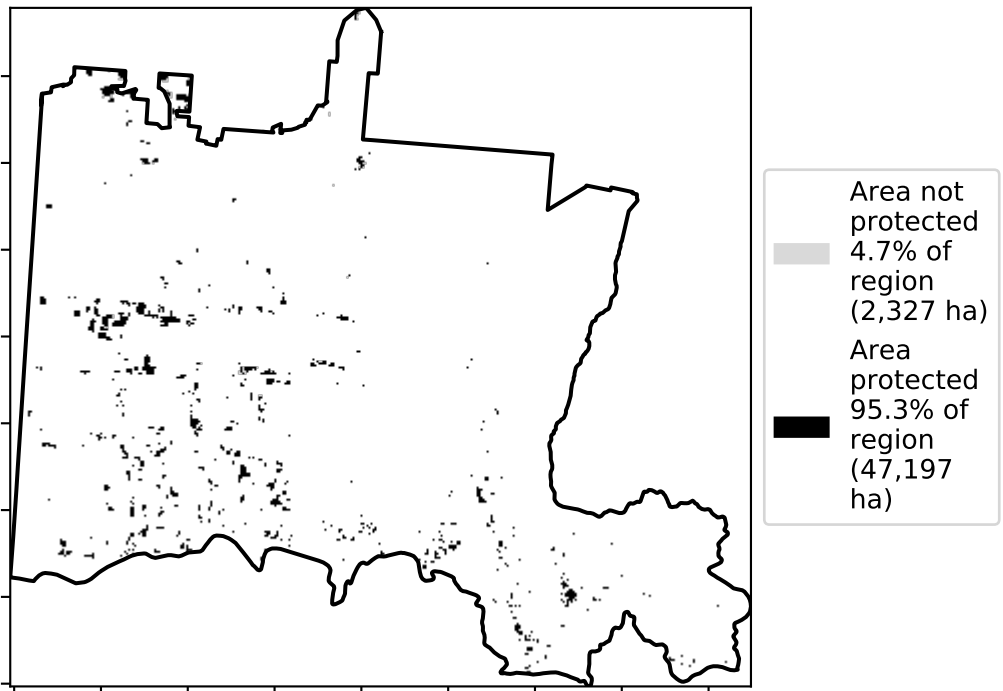 Area not
protected
4.7% of
region
(2,327 ha)
Area
protected
95.3% of
region
(47,197
ha)